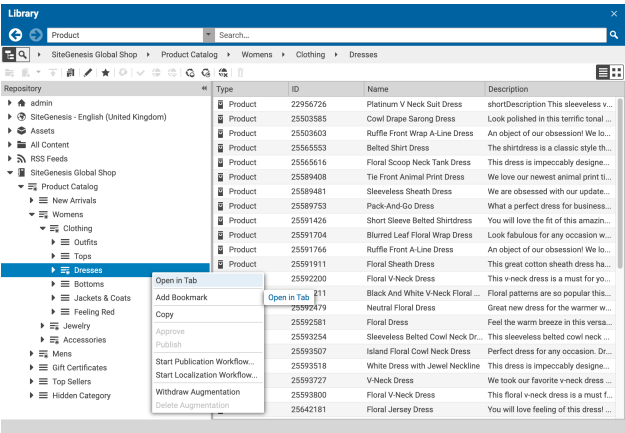 Library
Product
Search...
SiteGenesis Global Shop
Product Catalog
Womens
Clothing
Dresses
Repository
admin
SiteGenesis - English (United Kingdom)
Assets
All Content
RSS Feeds
SiteGenesis Global Shop
Product Catalog
New Arrivals
Womens
Clothing
Outfits
Tops
Dresses
Bottoms
Jackets & Coats
Feeling Red
Jewelry
Accessories
Mens
Gift Certificates
Top Sellers
Hidden Category
Open in Tab
Add Bookmark
Copy
Approve
Publish
Start Publication Workflow...
Start Localization Workflow...
Withdraw Augmentation
Delete Augmentation
Open in Tab
Type ID Name Description
Product 22956726 Platinum V Neck Suit Dress shortDescription This sleeveless v...
Product 25503585 Cowl Drape Sarong Dress Look polished in this terrific tonal ...
Product 25503603 Ruffle Front Wrap A-Line Dress An object of our obsession! We lo...
Product 25565553 Belted Shirt Dress The shirtdress is a classic style th...
Product 25565616 Floral Scoop Neck Tank Dress This dress is impeccably designe...
Product 25589408 Tie Front Animal Print Dress We love our newest animal print ti...
Product 25589481 Sleeveless Sheath Dress We are obsessed with our update...
Product 25589753 Pack-And-Go Dress What a perfect dress for business...
Product 25591426 Short Sleeve Belted Shirtdress You will love the fit of this amazin...
Product 25591704 Blurred Leaf Floral Wrap Dress Look fabulous for any occasion w...
Product 25591766 Ruffle Front A-Line Dress An object of our obsession! We lo...
Product 25591911 Floral Sheath Dress This great cotton sheath dress ha...
25592200 Floral V-Neck Dress This v-neck dress is a must for yo...
211 Black And White V-Neck Floral ... Floral patterns are so popular this...
25592479 Neutral Floral Dress Great new dress for the warmer w...
25592581 Floral Dress Feel the warm breeze in this versa...
25593254 Sleeveless Belted Cowl Neck Dr... This sleeveless belted cowl neck ...
25593507 Island Floral Cowl Neck Dress Perfect dress for any occasion. Dr...
25593518 White Dress with Jewel Neckline This dress is impeccably designe...
25593727 V-Neck Dress We took our favorite v-neck dress ...
25593800 Floral V-Neck Dress This floral v-neck dress is a must f...
25642181 Floral Jersey Dress You will love feeling of this dress! ...